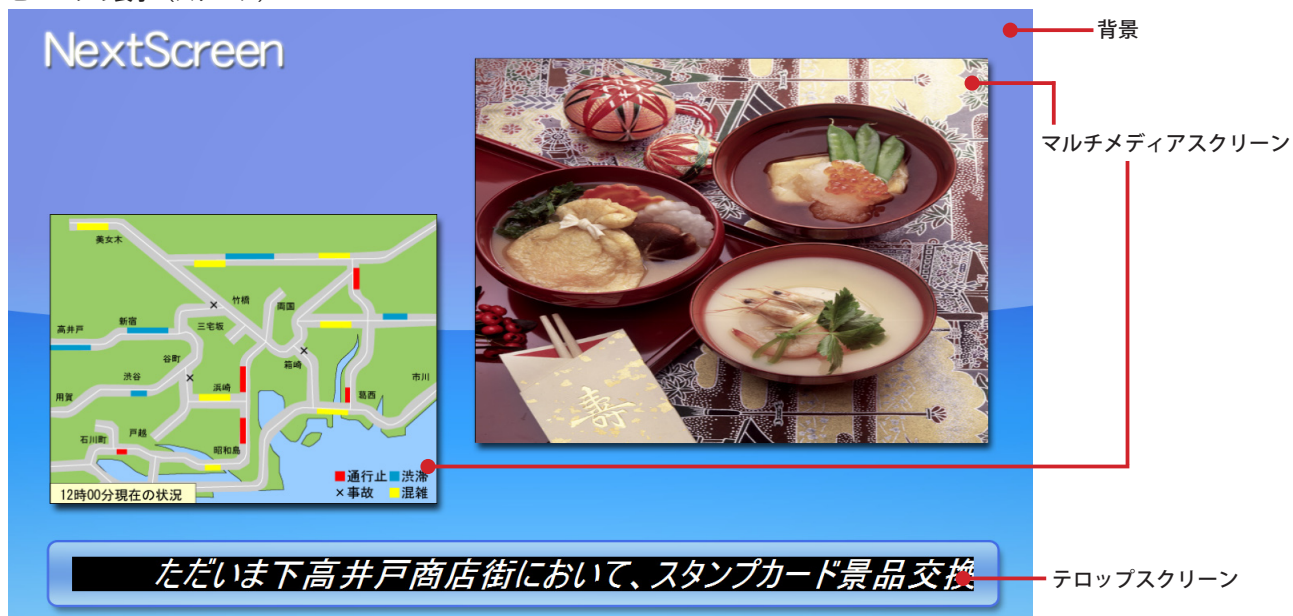 NextScreen
背景
マルチメディアスクリーン
寿
美女木
竹橋
両国
高井戸
新宿
三宅坂
谷町
箱崎
渋谷
浜崎
葛西
市川
用賀
石川町
戸越
昭和島
■通行止■渋滞
×事故 ■混雑
12時00分現在の状況
ただいま下高井戸商店街において、スタンプカード景品交換
テロップスクリーン